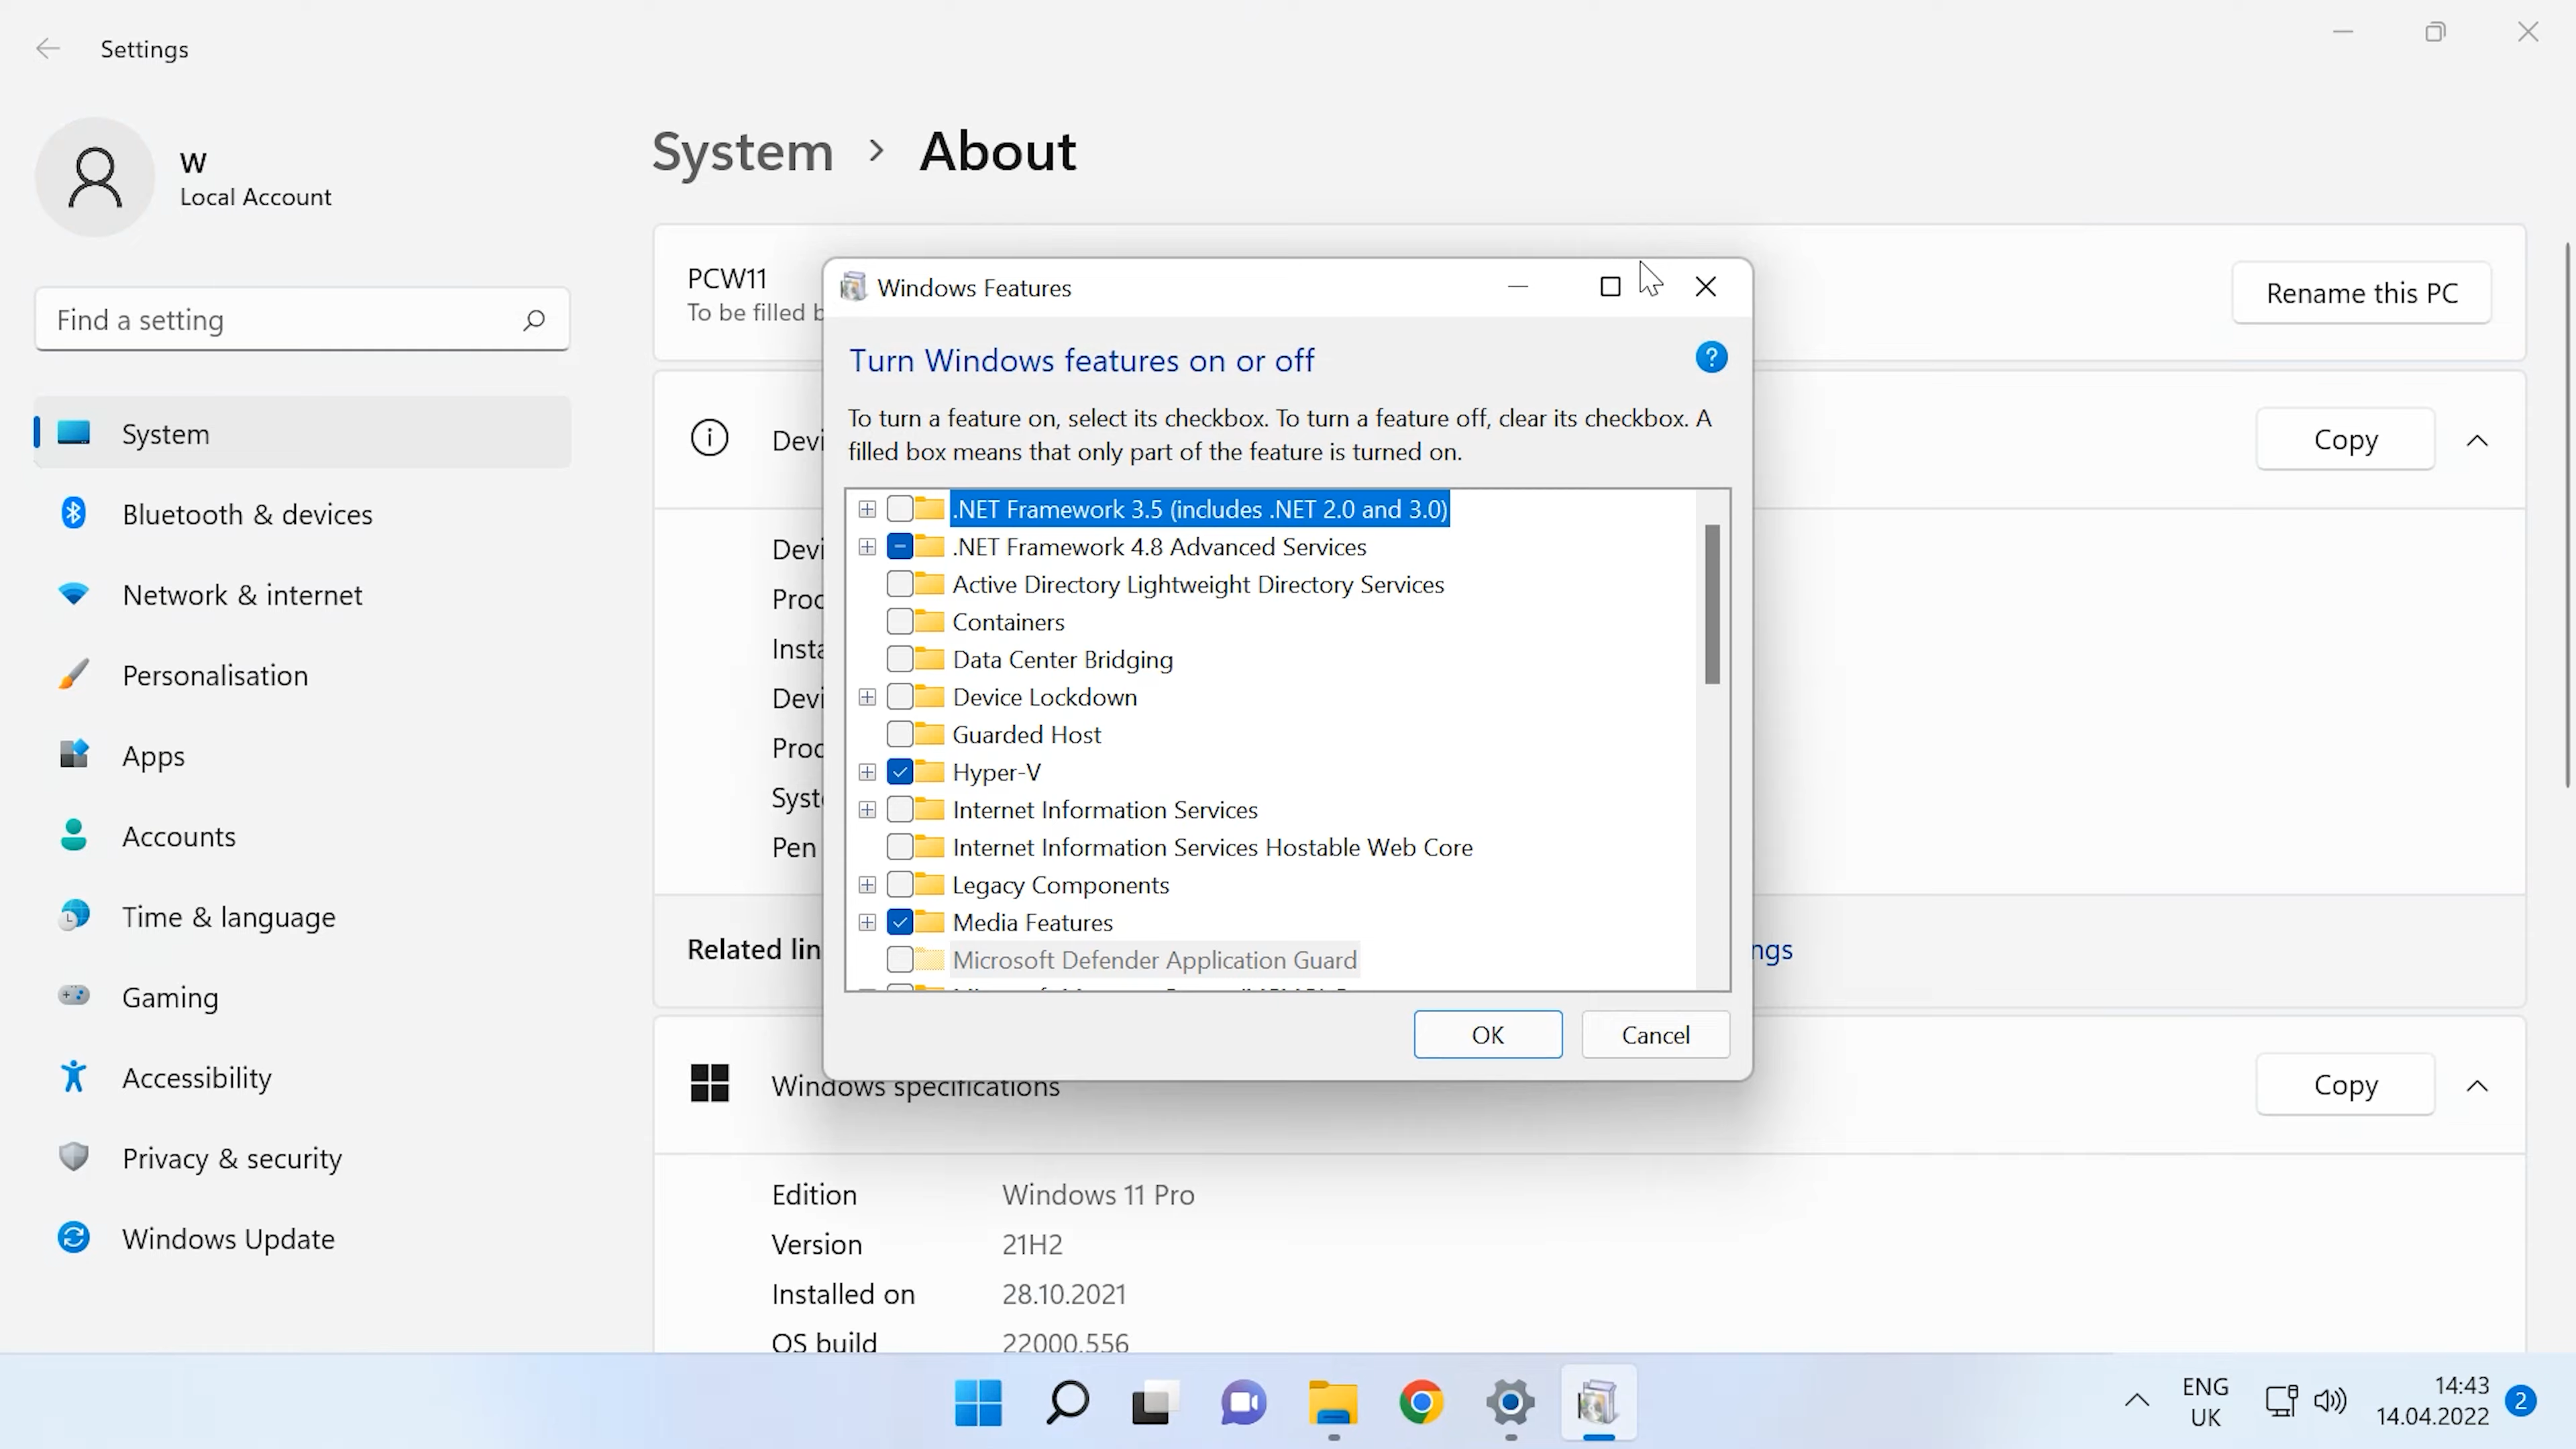 Settings
W
Local Account
Find a setting
System
Bluetooth & devices
Network & internet
Personalisation
Apps
Accounts
Time & language
Gaming
Accessibility
Privacy & security
Windows Update
System > About
PCW11
To be filled b
Rename this PC
Devi
Copy
Devi
Proc
Insta
Devi
Proc
Syst
Pen
Related lin
ngs
Windows Features
Turn Windows features on or off
?
To turn a feature on, select its checkbox. To turn a feature off, clear its checkbox. A
filled box means that only part of the feature is turned on.
.NET Framework 3.5 (includes .NET 2.0 and 3.0)
.NET Framework 4.8 Advanced Services
Active Directory Lightweight Directory Services
Containers
Data Center Bridging
Device Lockdown
Guarded Host
Hyper-V
Internet Information Services
Internet Information Services Hostable Web Core
Legacy Components
Media Features
Microsoft Defender Application Guard
OK
Cancel
Windows specifications
Copy
Edition Windows 11 Pro
Version 21H2
Installed on 28.10.2021
OS build 22000.556
ENG
UK
14:43
14.04.2022
2